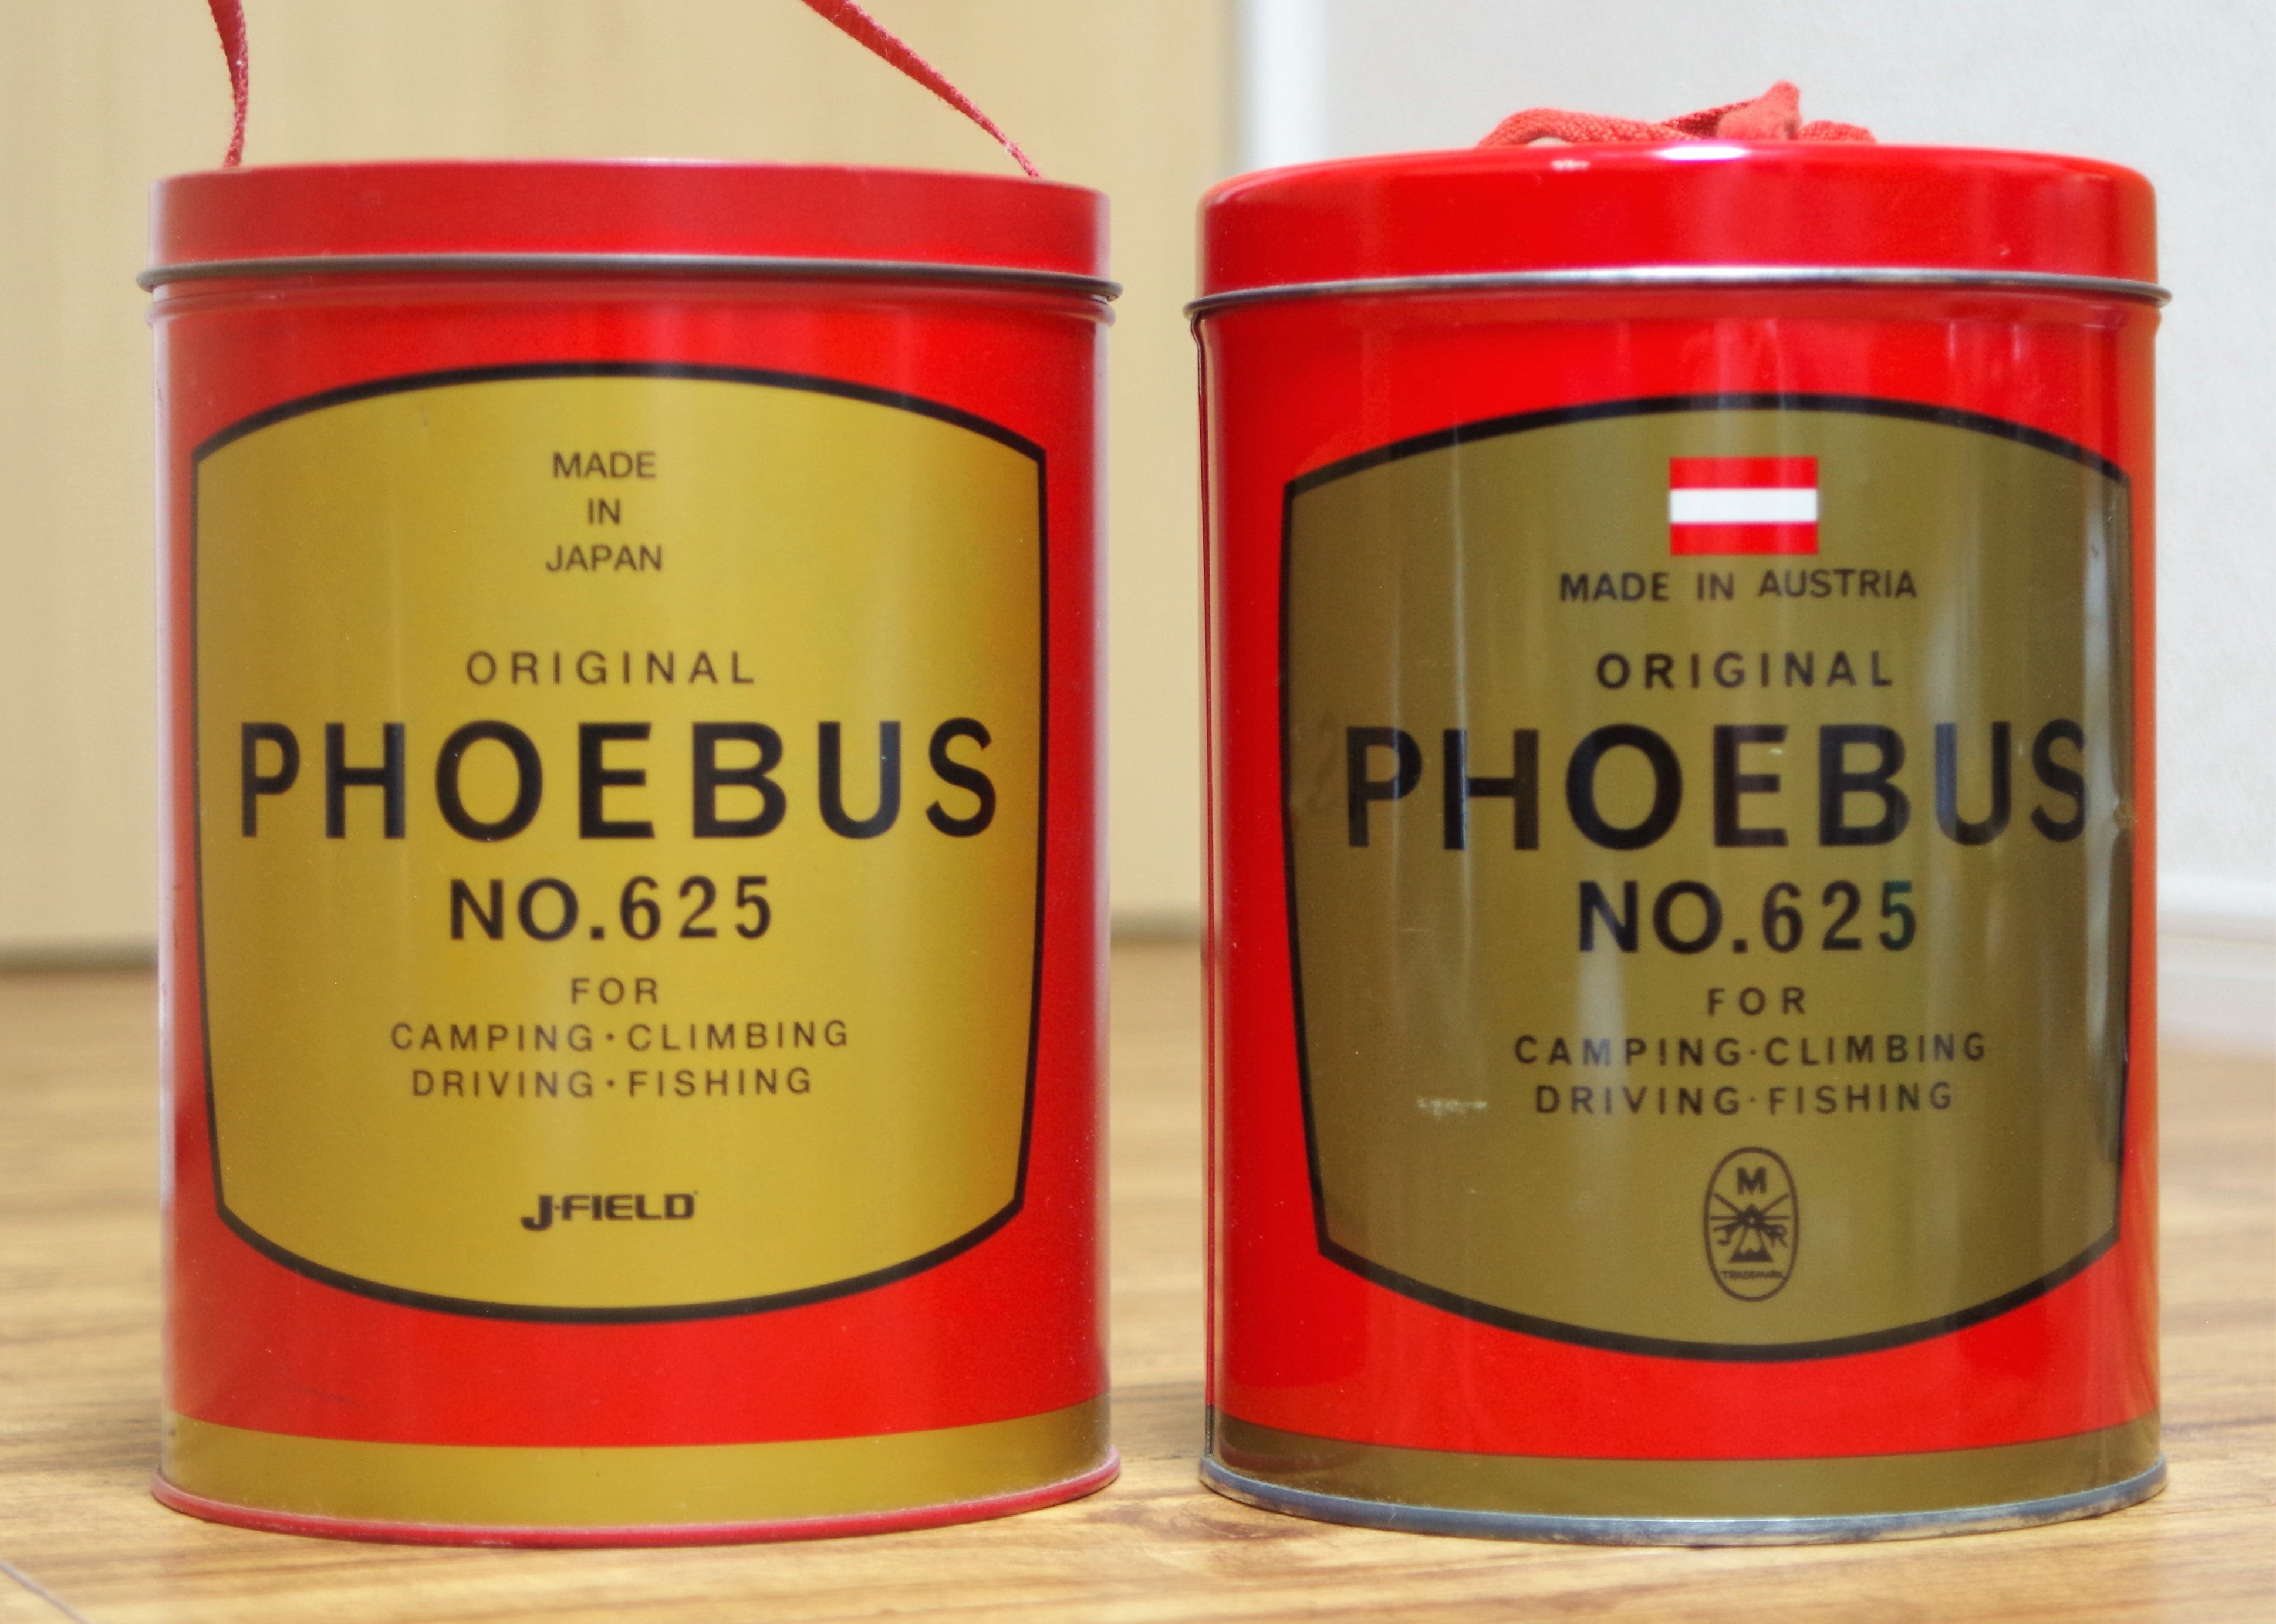 MADE
IN
JAPAN
ORIGINAL
PHOEBUS
NO.625
FOR
CAMPING·CLIMBING
DRIVING·FISHING
J·FIELD
MADE IN AUSTRIA
ORIGINAL
PHOEBUS
NO.625
FOR
CAMPING·CLIMBING
DRIVING·FISHING
M
J R
TRADEMARK